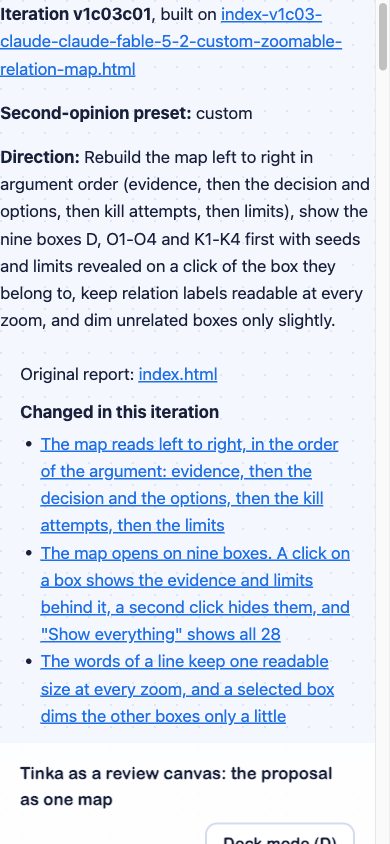 Iteration v1c03c01, built on index-v1c03-
claude-claude-fable-5-2-custom-zoomable-
relation-map.html
Second-opinion preset: custom
Direction: Rebuild the map left to right in
argument order (evidence, then the decision and
options, then kill attempts, then limits), show the
nine boxes D, O1-O4 and K1-K4 first with seeds
and limits revealed on a click of the box they
belong to, keep relation labels readable at every
zoom, and dim unrelated boxes only slightly.
Original report: index.html
Changed in this iteration
• The map reads left to right, in the order
of the argument: evidence, then the
decision and the options, then the kill
attempts, then the limits
• The map opens on nine boxes. A click on
a box shows the evidence and limits
behind it, a second click hides them, and
"Show everything" shows all 28
• The words of a line keep one readable
size at every zoom, and a selected box
dims the other boxes only a little
Tinka as a review canvas: the proposal
as one map
Deck mode (D)